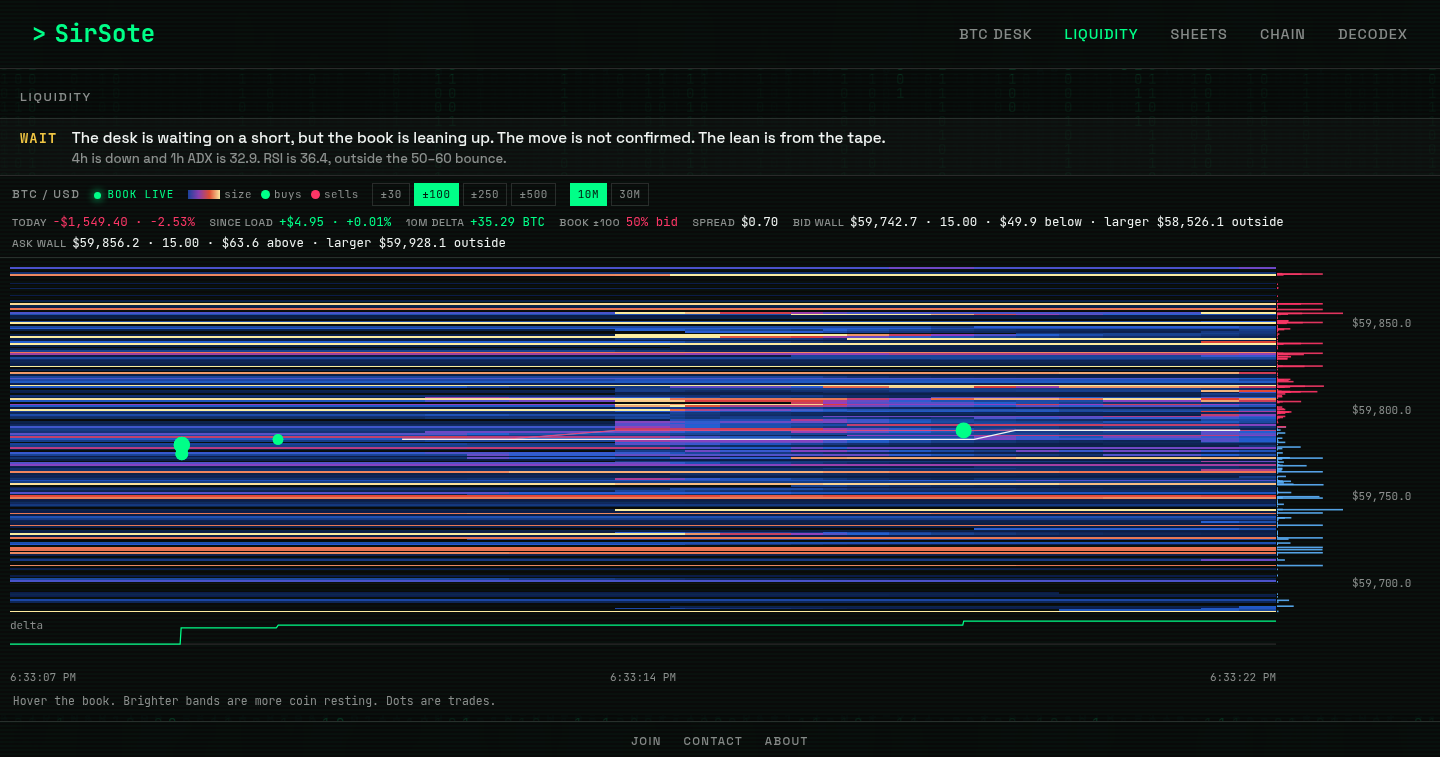 > SirSote
BTC DESK LIQUIDITY SHEETS CHAIN DECODEX
LIQUIDITY
WAIT The desk is waiting on a short, but the book is leaning up. The move is not confirmed. The lean is from the tape.
4h is down and 1h ADX is 32.9. RSI is 36.4, outside the 50–60 bounce.
BTC / USD BOOK LIVE size buys sells ±30 ±100 ±250 ±500 10M 30M
TODAY -$1,549.40 · -2.53% SINCE LOAD +$4.95 · +0.01% 10M DELTA +35.29 BTC BOOK ±100 50% bid SPREAD $0.70 BID WALL $59,742.7 · 15.00 · $49.9 below · larger $58,526.1 outside
ASK WALL $59,856.2 · 15.00 · $63.6 above · larger $59,928.1 outside
$59,850.0
$59,800.0
$59,750.0
$59,700.0
delta
6:33:07 PM 6:33:14 PM 6:33:22 PM
Hover the book. Brighter bands are more coin resting. Dots are trades.
JOIN CONTACT ABOUT